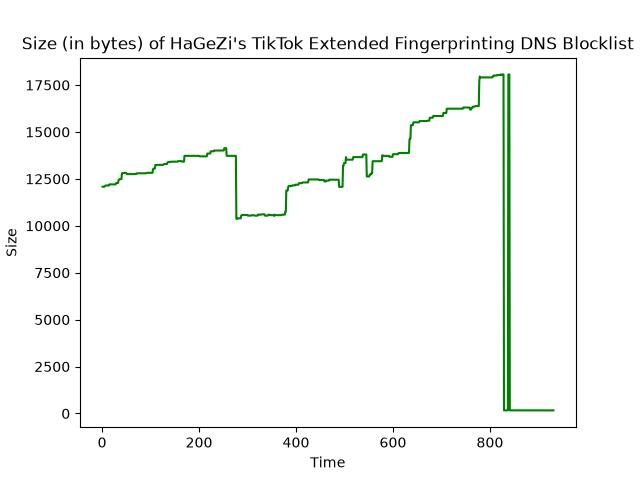 Size (in bytes) of HaGeZi's TikTok Extended Fingerprinting DNS Blocklist
17500
15000
12500
10000
7500
5000
2500
0
Size
0 200 400 600 800
Time